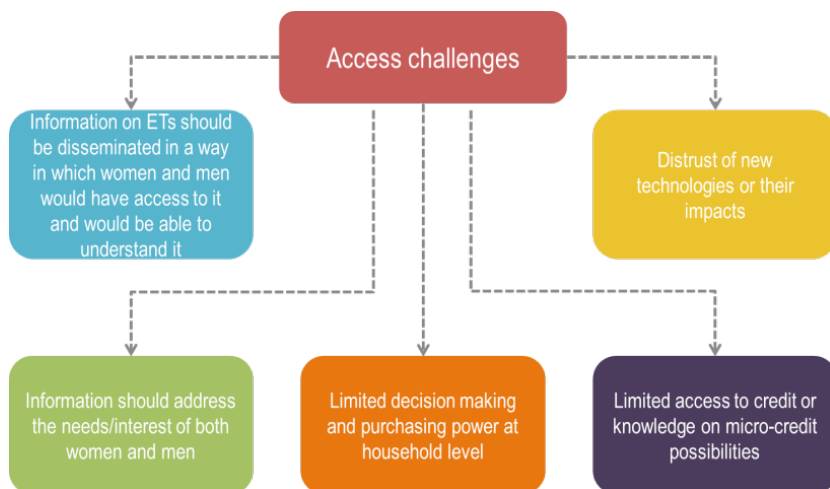 Access challenges
Information on ETs should
be disseminated in a way
in which women and men
would have access to it
and would be able to
understand it
Distrust of new
technologies or their
impacts
Information should address
the needs/interest of both
women and men
Limited decision making
and purchasing power at
household level
Limited access to credit or
knowledge on micro-credit
possibilities